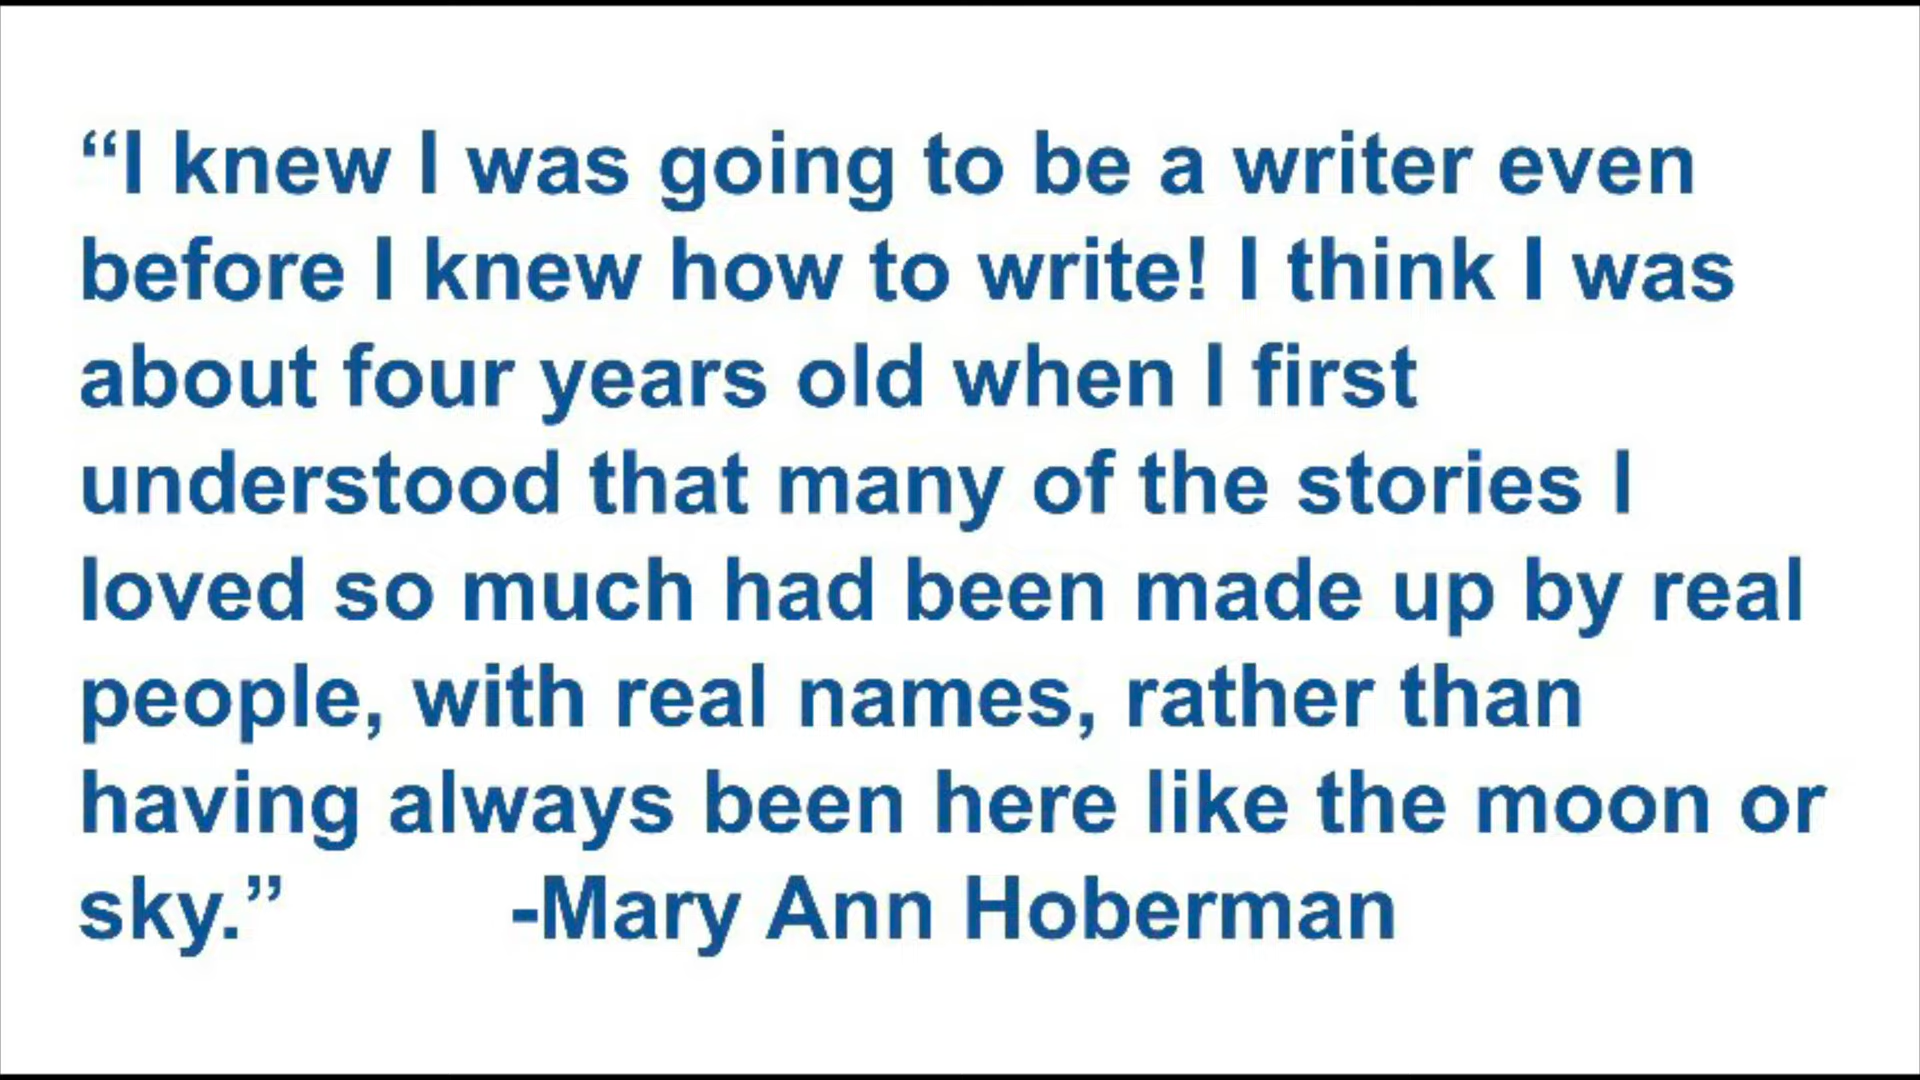 “I knew I was going to be a writer even
before I knew how to write! I think I was
about four years old when I first
understood that many of the stories I
loved so much had been made up by real
people, with real names, rather than
having always been here like the moon or
sky.” -Mary Ann Hoberman